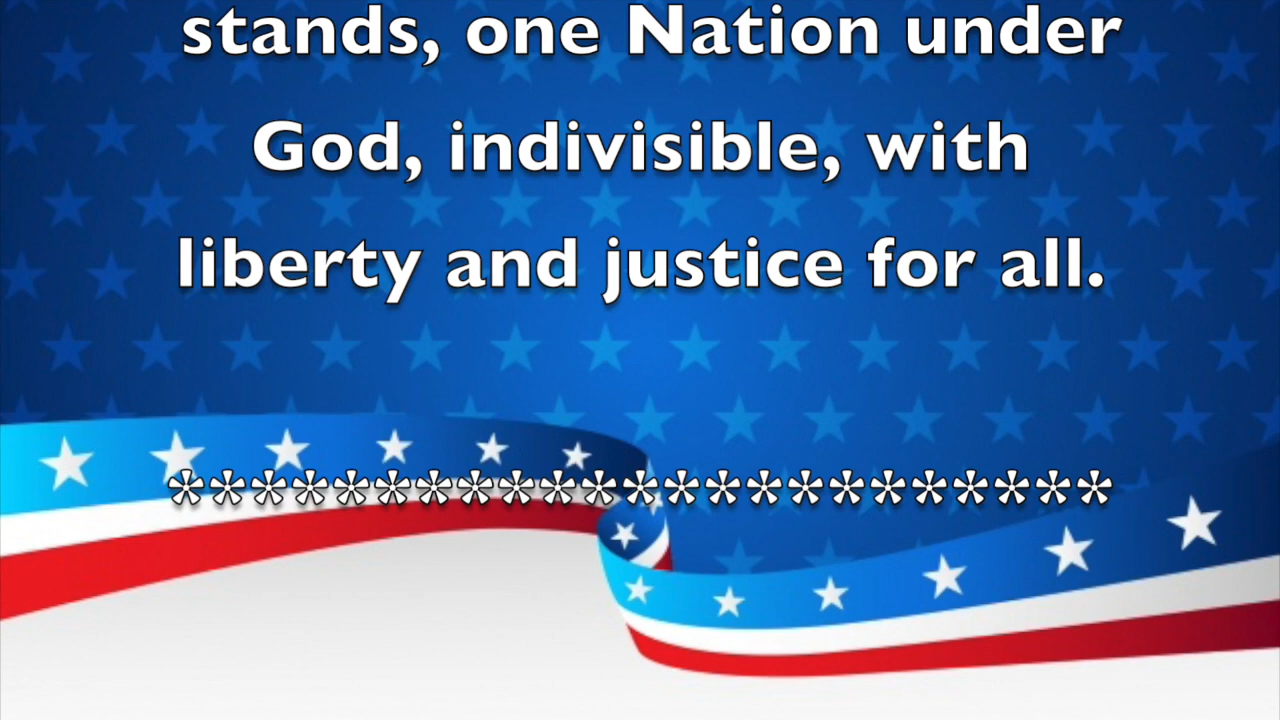 stands, one Nation under
God, indivisible, with
liberty and justice for all.
***********************